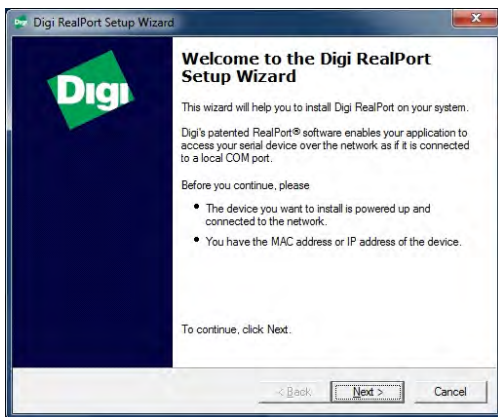 Digi RealPort Setup Wizard
Digi
Welcome to the Digi RealPort
Setup Wizard
This wizard will help you to install Digi RealPort on your system.
Digi's patented RealPort® software enables your application to
access your serial device over the network as if it is connected
to a local COM port.
Before you continue, please
• The device you want to install is powered up and
connected to the network.
• You have the MAC address or IP address of the device.
To continue, click Next.
< Back
Next >
Cancel